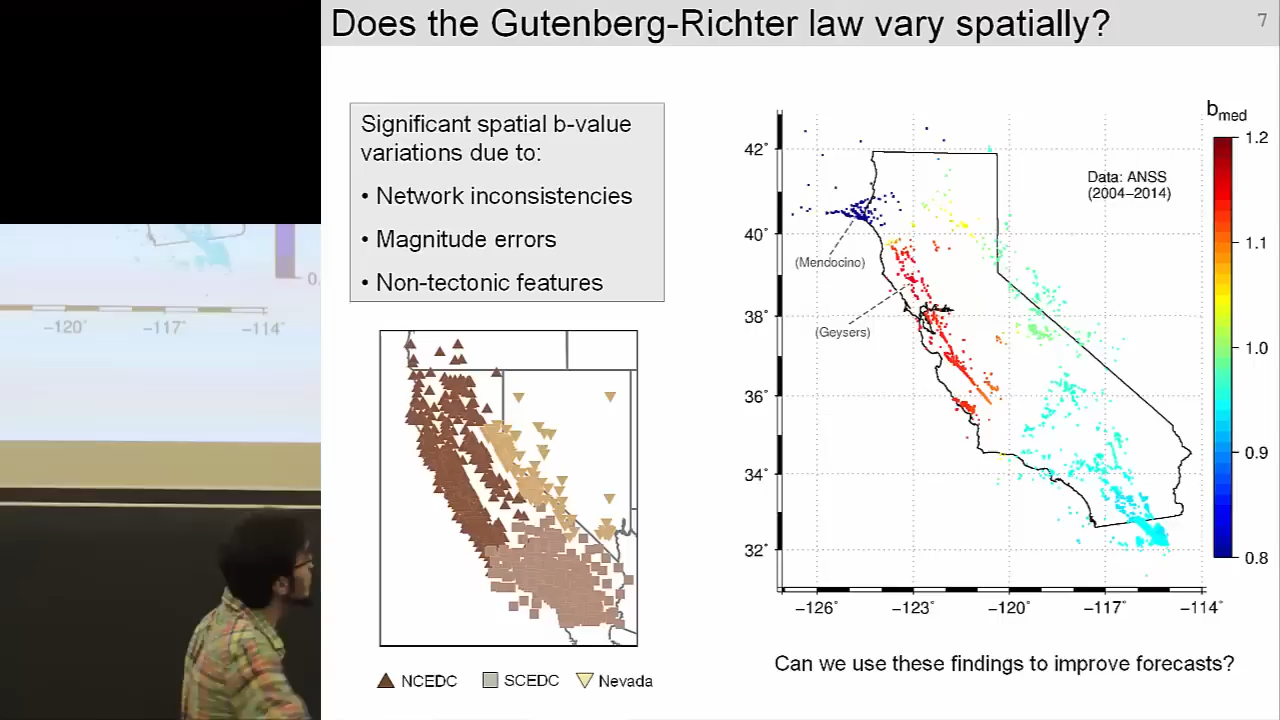 Does the Gutenberg-Richter law vary spatially?
7
Significant spatial b-value
variations due to:
• Network inconsistencies
• Magnitude errors
• Non-tectonic features
NCEDC
SCEDC
Nevada
b med
1.2
1.1
1.0
0.9
0.8
Data: ANSS
(2004–2014)
(Mendocino)
(Geysers)
42˚
40˚
38˚
36˚
34˚
32˚
−126˚
−123˚
−120˚
−117˚
−114˚
Can we use these findings to improve forecasts?
0.
−120˚
−117˚
−114˚